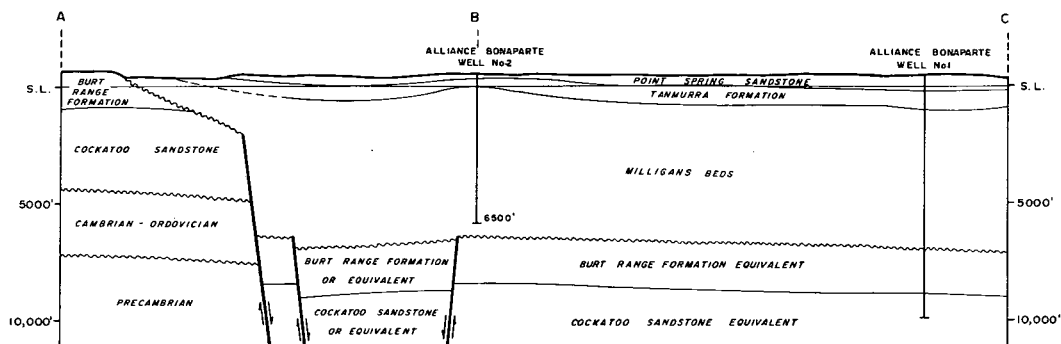 A
B
C
ALLIANCE BONAPARTE
WELL No·2
ALLIANCE BONAPARTE
WELL No1
BURT
RANGE
FORMATION
S.L.
POINT SPRING SANDSTONE
TANMURRA FORMATION
S.L.
COCKATOO SANDSTONE
MILLIGANS BEDS
5000'
5000'
CAMBRIAN - ORDOVICIAN
6500'
BURT RANGE FORMATION
OR EQUIVALENT
BURT RANGE FORMATION EQUIVALENT
PRECAMBRIAN
COCKATOO SANDSTONE
OR EQUIVALENT
COCKATOO SANDSTONE EQUIVALENT
10,000'
10,000'